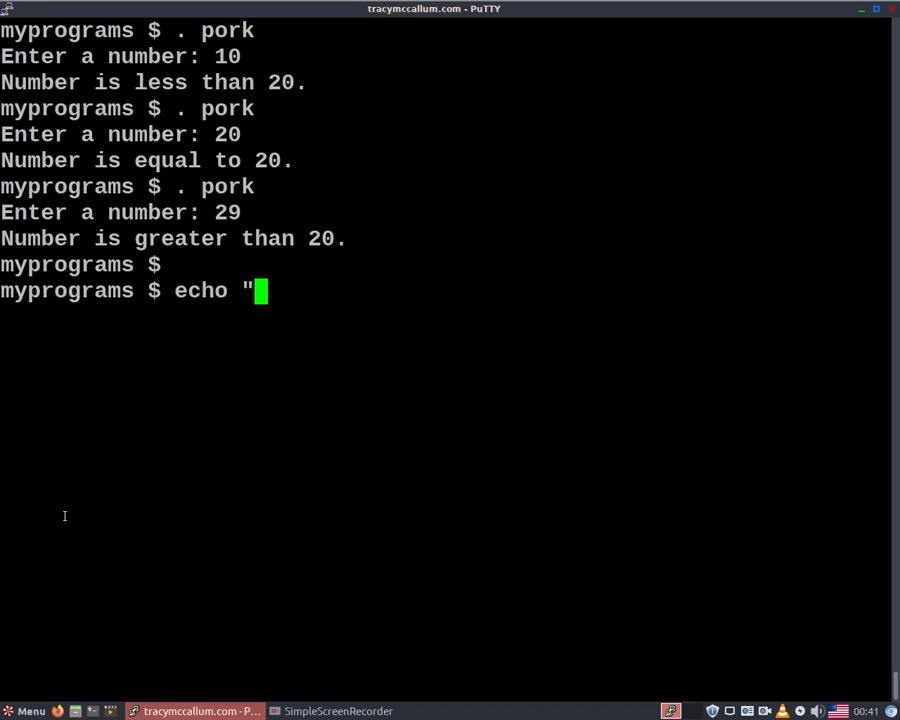 tracymccallum.com - PuTTY
myprograms $ . pork
Enter a number: 10
Number is less than 20.
myprograms $ . pork
Enter a number: 20
Number is equal to 20.
myprograms $ . pork
Enter a number: 29
Number is greater than 20.
myprograms $
myprograms $ echo "
Menu tracymccallum.com - P... SimpleScreenRecorder 00:41